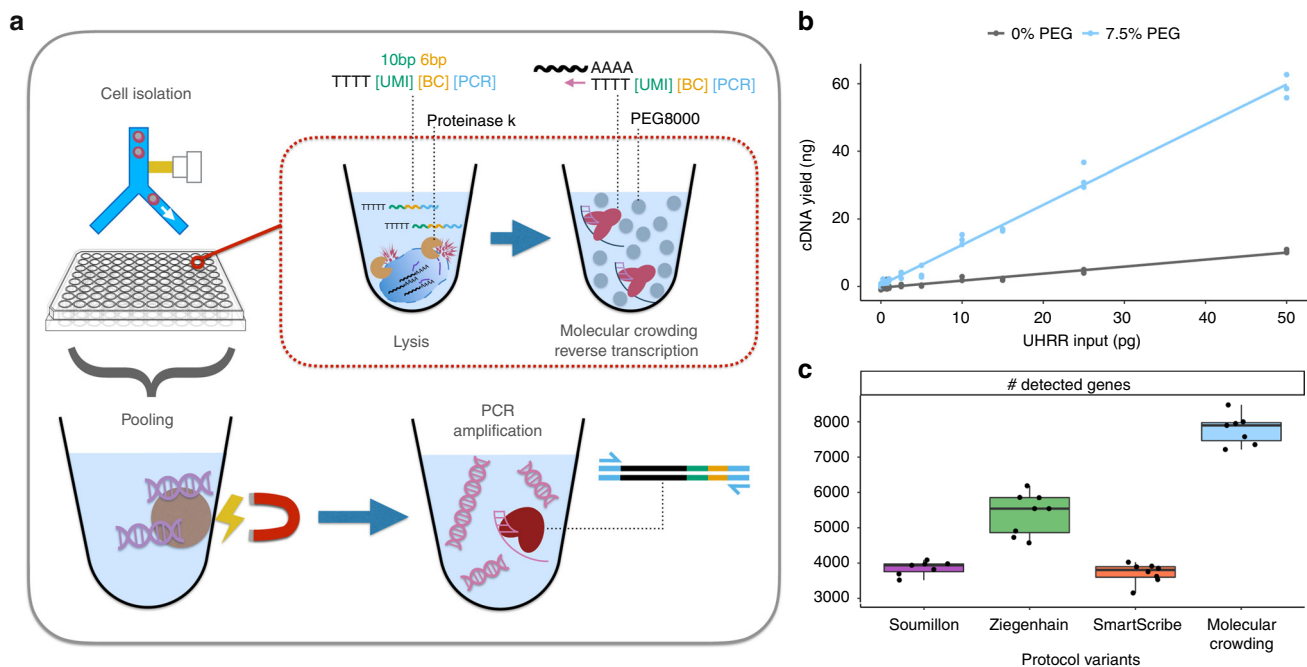 a
Cell isolation
10bp 6bp
TTTT [UMI] [BC] [PCR]
Proteinase k
AAAA
TTTT [UMI] [BC] [PCR]
PEG8000
TTTTT
TTTTT
Lysis
Molecular crowding
reverse transcription
Pooling
PCR
amplification
b
0% PEG 7.5% PEG
cDNA yield (ng)
60
40
20
0
0 10 20 30 40 50
UHRR input (pg)
c
# detected genes
8000
7000
6000
5000
4000
3000
Soumillon Ziegenhain SmartScribe Molecular
crowding
Protocol variants